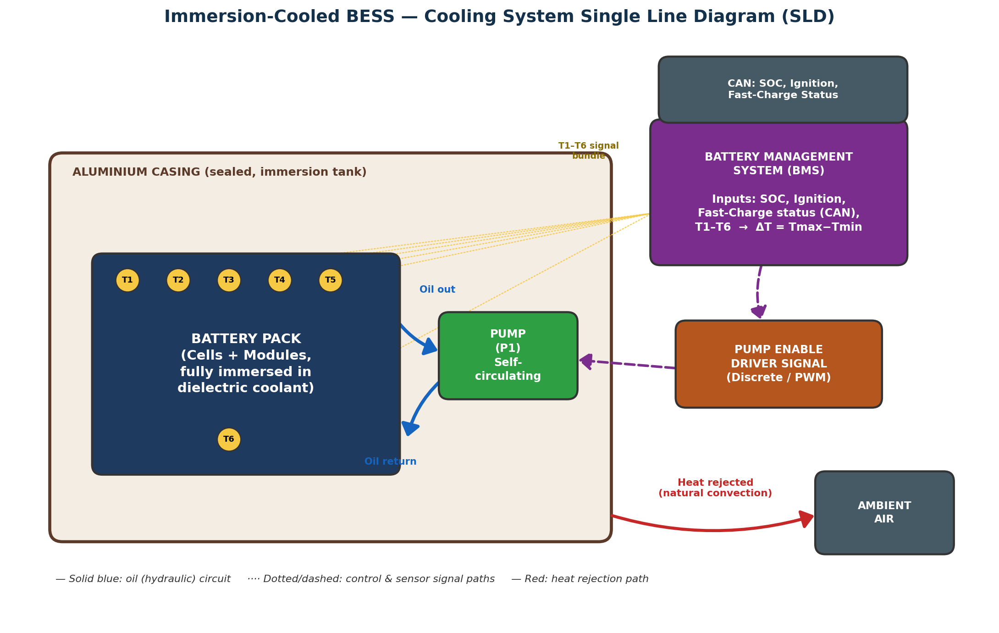 Immersion-Cooled BESS — Cooling System Single Line Diagram (SLD)
CAN: SOC, Ignition,
Fast-Charge Status
T1–T6 signal
bundle
BATTERY MANAGEMENT
SYSTEM (BMS)
Inputs: SOC, Ignition,
Fast-Charge status (CAN),
T1–T6 → ΔT = Tmax−Tmin
ALUMINIUM CASING (sealed, immersion tank)
T1
T2
T3
T4
T5
Oil out
BATTERY PACK
(Cells + Modules,
fully immersed in
dielectric coolant)
PUMP
(P1)
Self-
circulating
PUMP ENABLE
DRIVER SIGNAL
(Discrete / PWM)
T6
Oil return
Heat rejected
(natural convection)
AMBIENT
AIR
— Solid blue: oil (hydraulic) circuit ···· Dotted/dashed: control & sensor signal paths — Red: heat rejection path